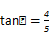 tan▯ = 4/5